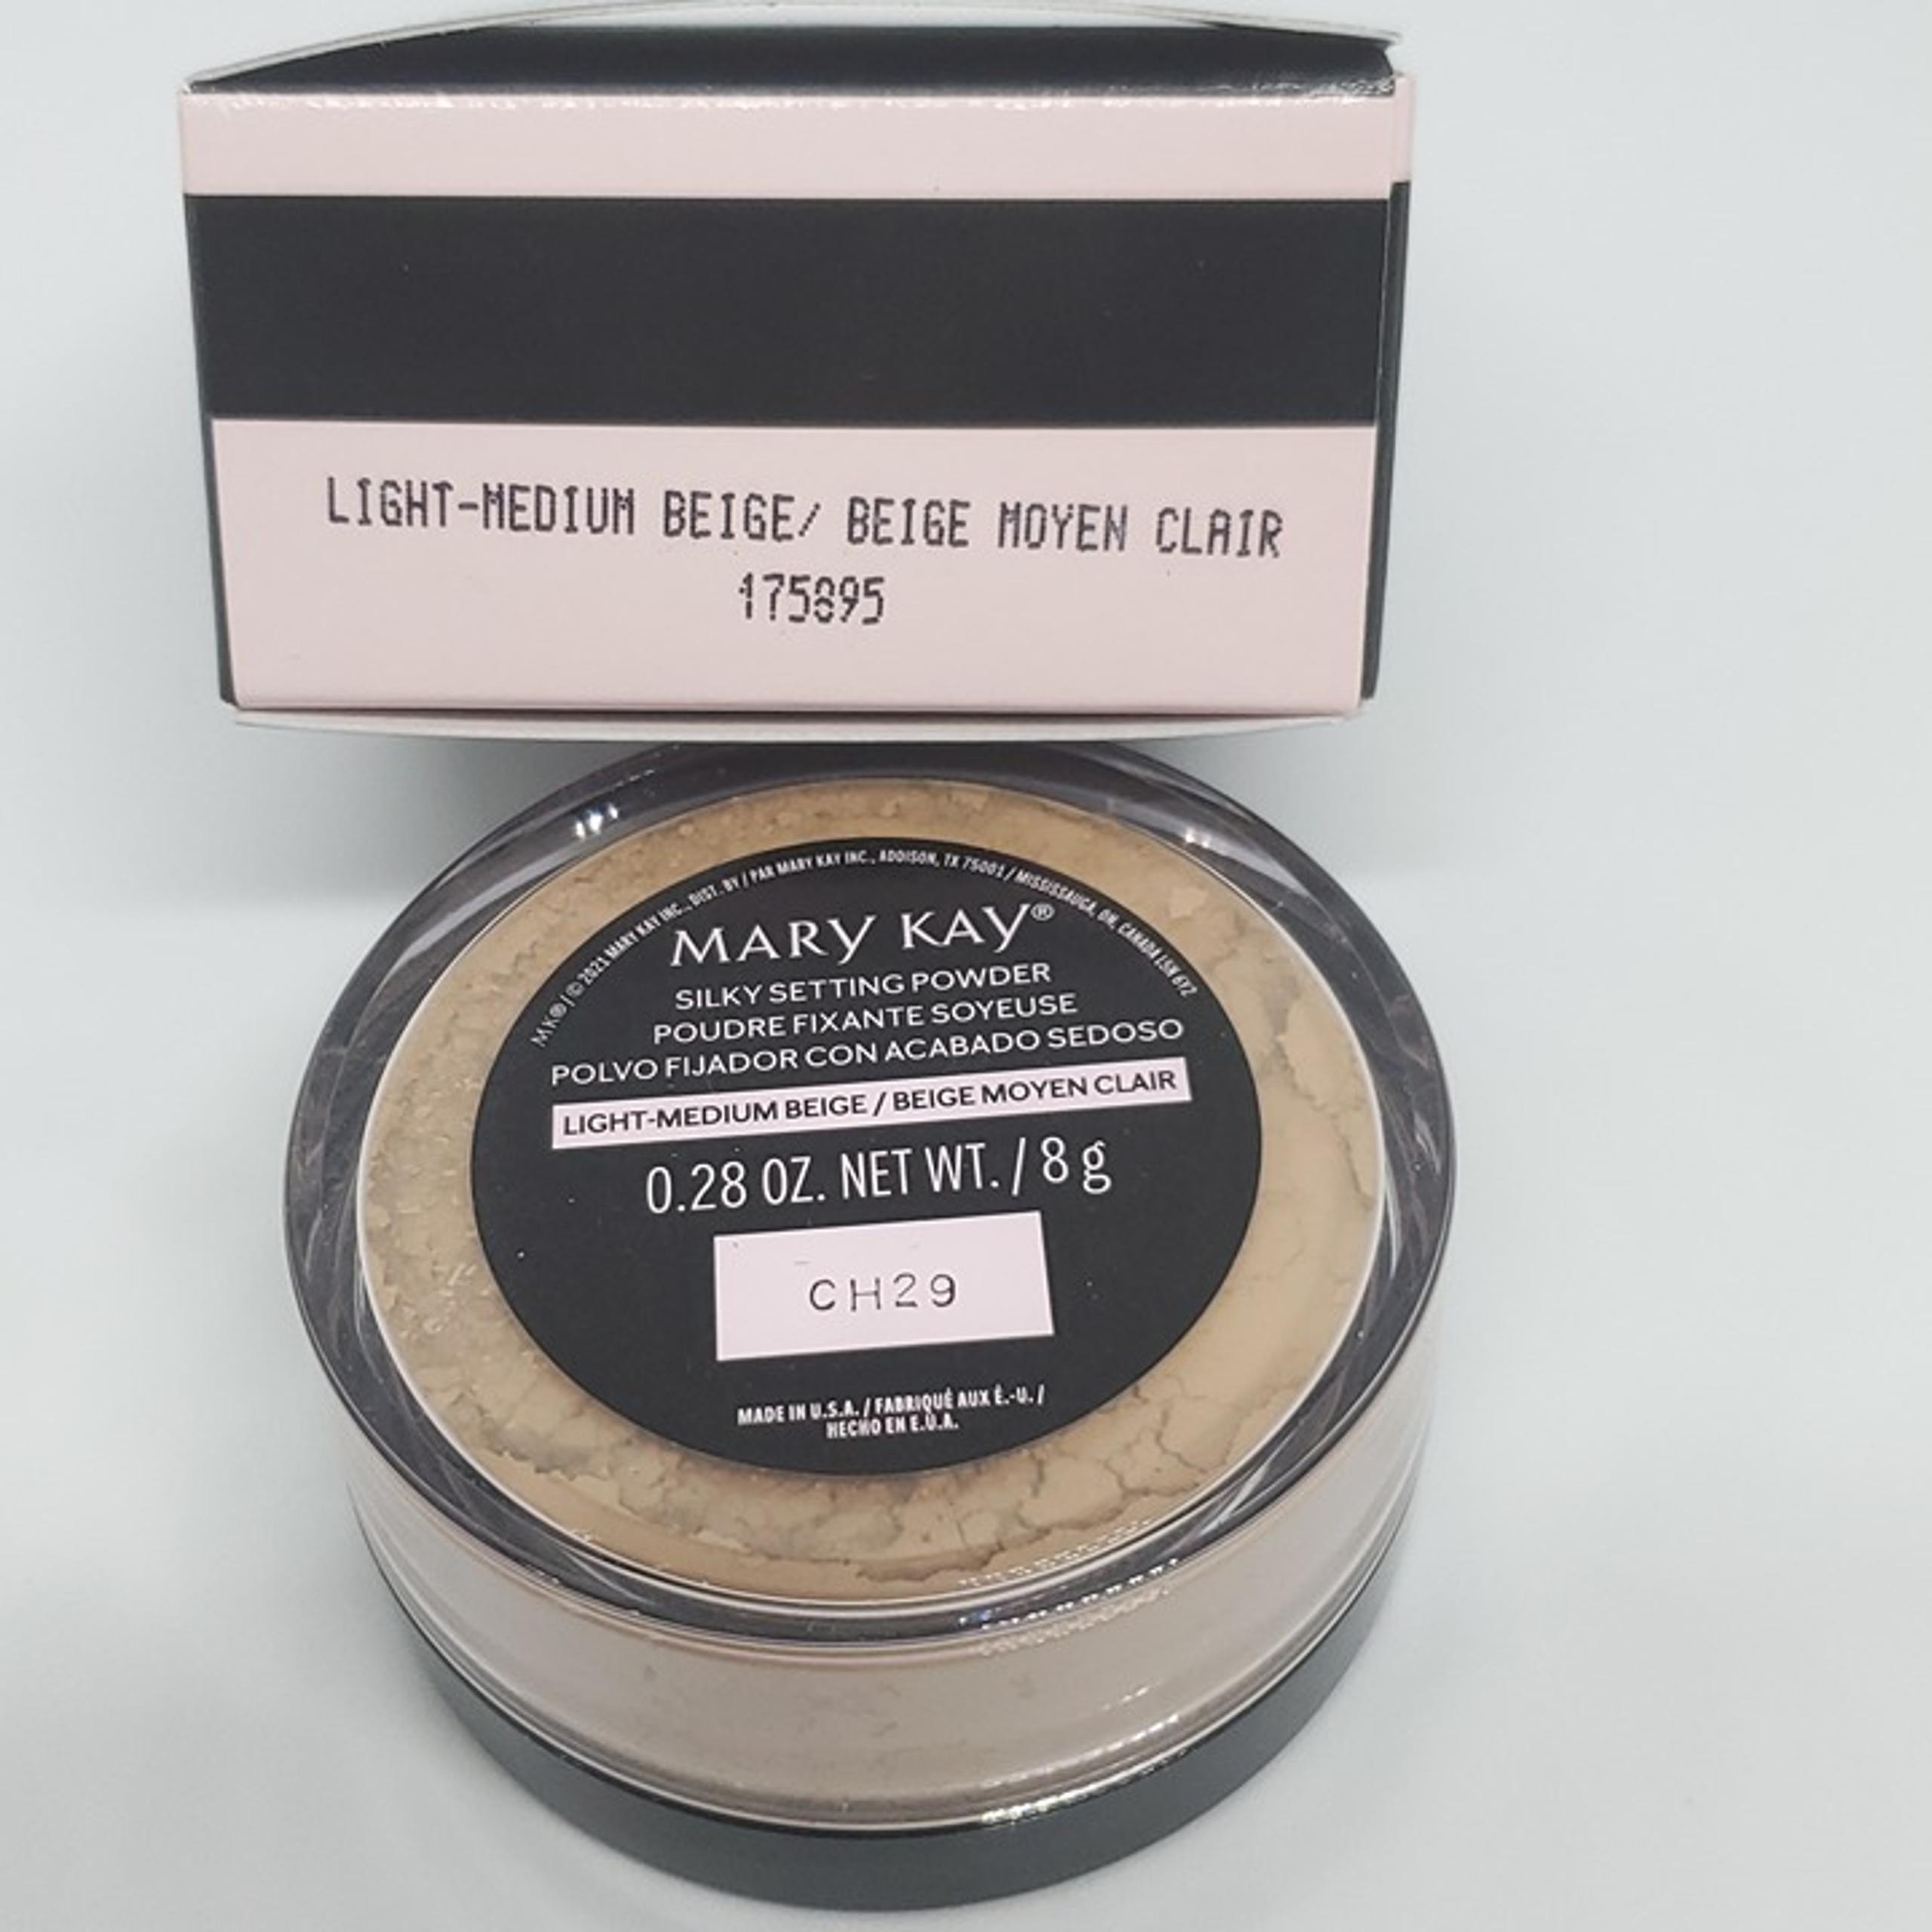 LIGHT-MEDIUM BEIGE/ BEIGE MOYEN CLAIR
175895
MK®/© 2021 MARY KAY INC., DIST. BY / PAR MARY KAY INC., ADDISON, TX 75001 / MISSISSAUGA, ON, CANADA L5N 6Y2
MARY KAY®
SILKY SETTING POWDER
POUDRE FIXANTE SOYEUSE
POLVO FIJADOR CON ACABADO SEDOSO
LIGHT-MEDIUM BEIGE / BEIGE MOYEN CLAIR
0.28 OZ. NET WT. / 8 g
CH29
MADE IN U.S.A. / FABRIQUÉ AUX É.-U. /
HECHO EN E.U.A.